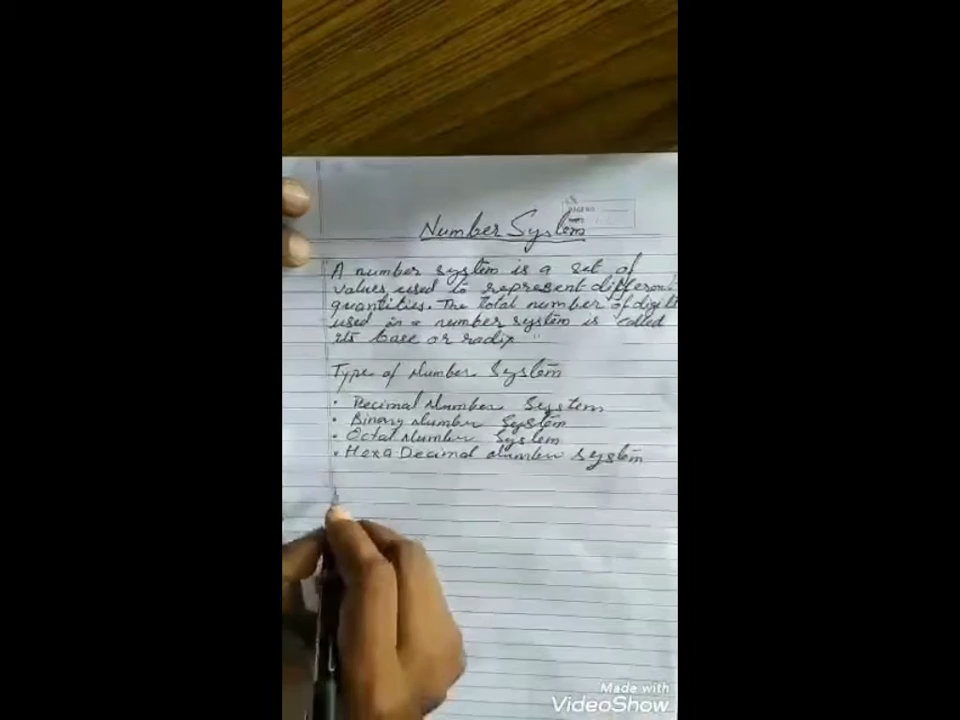 Number System
"A number system is a set of
values used to represent different
quantities. The total number of digits
used in a number system is called
its base or radix "
Type of Number System
• Decimal Number System
• Binary Number System
• Octal Number System
• Hexa Decimal Number System
Made with
VideoShow